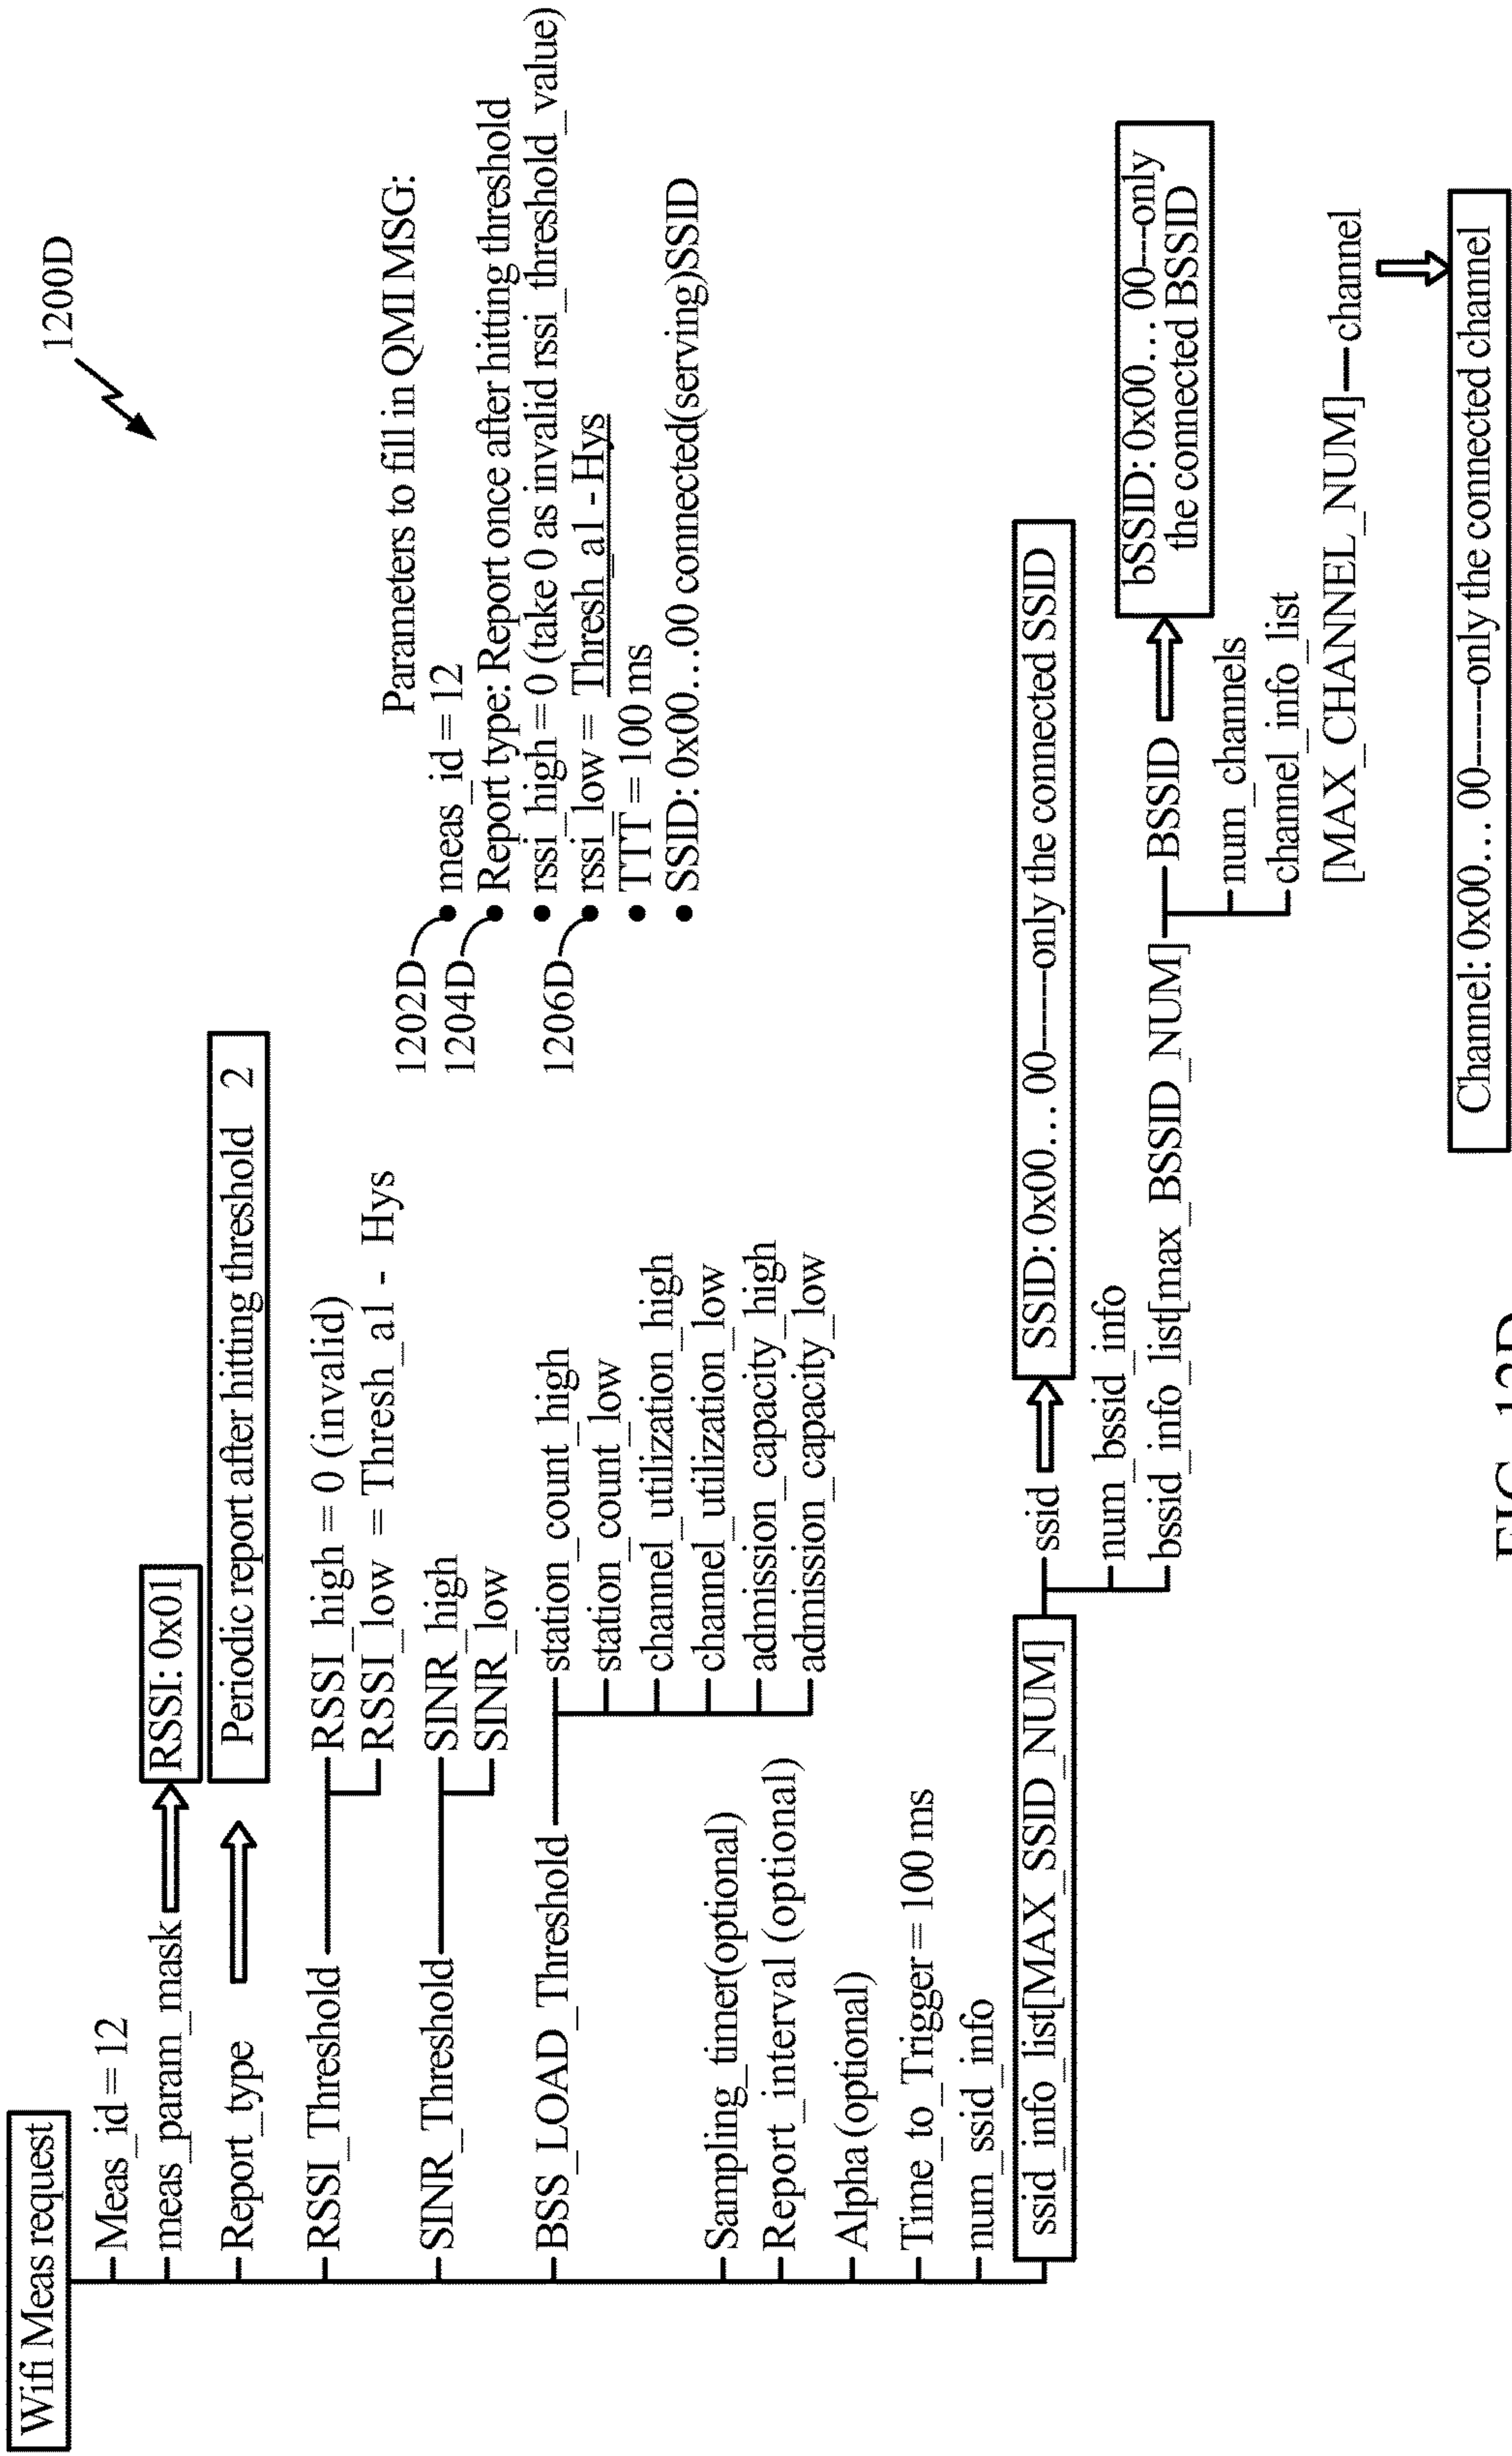 1200D
Wifi Meas request
Meas_id = 12
meas_param_mask
RSSI: 0x01
Report_type
Periodic report after hitting threshold 2
RSSI_Threshold
RSSI_high = 0 (invalid)
RSSI_low = Thresh_a1 - Hys
SINR_Threshold
SINR_high
SINR_low
BSS_LOAD_Threshold
station_count_high
station_count_low
channel_utilization_high
channel_utilization_low
admission_capacity_high
admission_capacity_low
Sampling_timer(optional)
Report_interval (optional)
Alpha (optional)
Time_to_Trigger = 100 ms
num_ssid_info
ssid_info_list[MAX_SSID_NUM]
Parameters to fill in QMI MSG:
1202D
• meas_id = 12
1204D
• Report type: Report once after hitting threshold
• rssi_high = 0 (take 0 as invalid rssi_threshold_value)
1206D
• rssi_low = Thresh_a1 - Hys
• TTT = 100 ms
• SSID: 0x00…00 connected(serving)SSID
ssid
SSID: 0x00… 00-------only the connected SSID
num_bssid_info
bssid_info_list[max_BSSID_NUM]
BSSID
bSSID: 0x00… 00---only
the connected BSSID
num_channels
channel_info_list
[MAX_CHANNEL_NUM]
channel
Channel: 0x00… 00-------only the connected channel
FIG. 12D